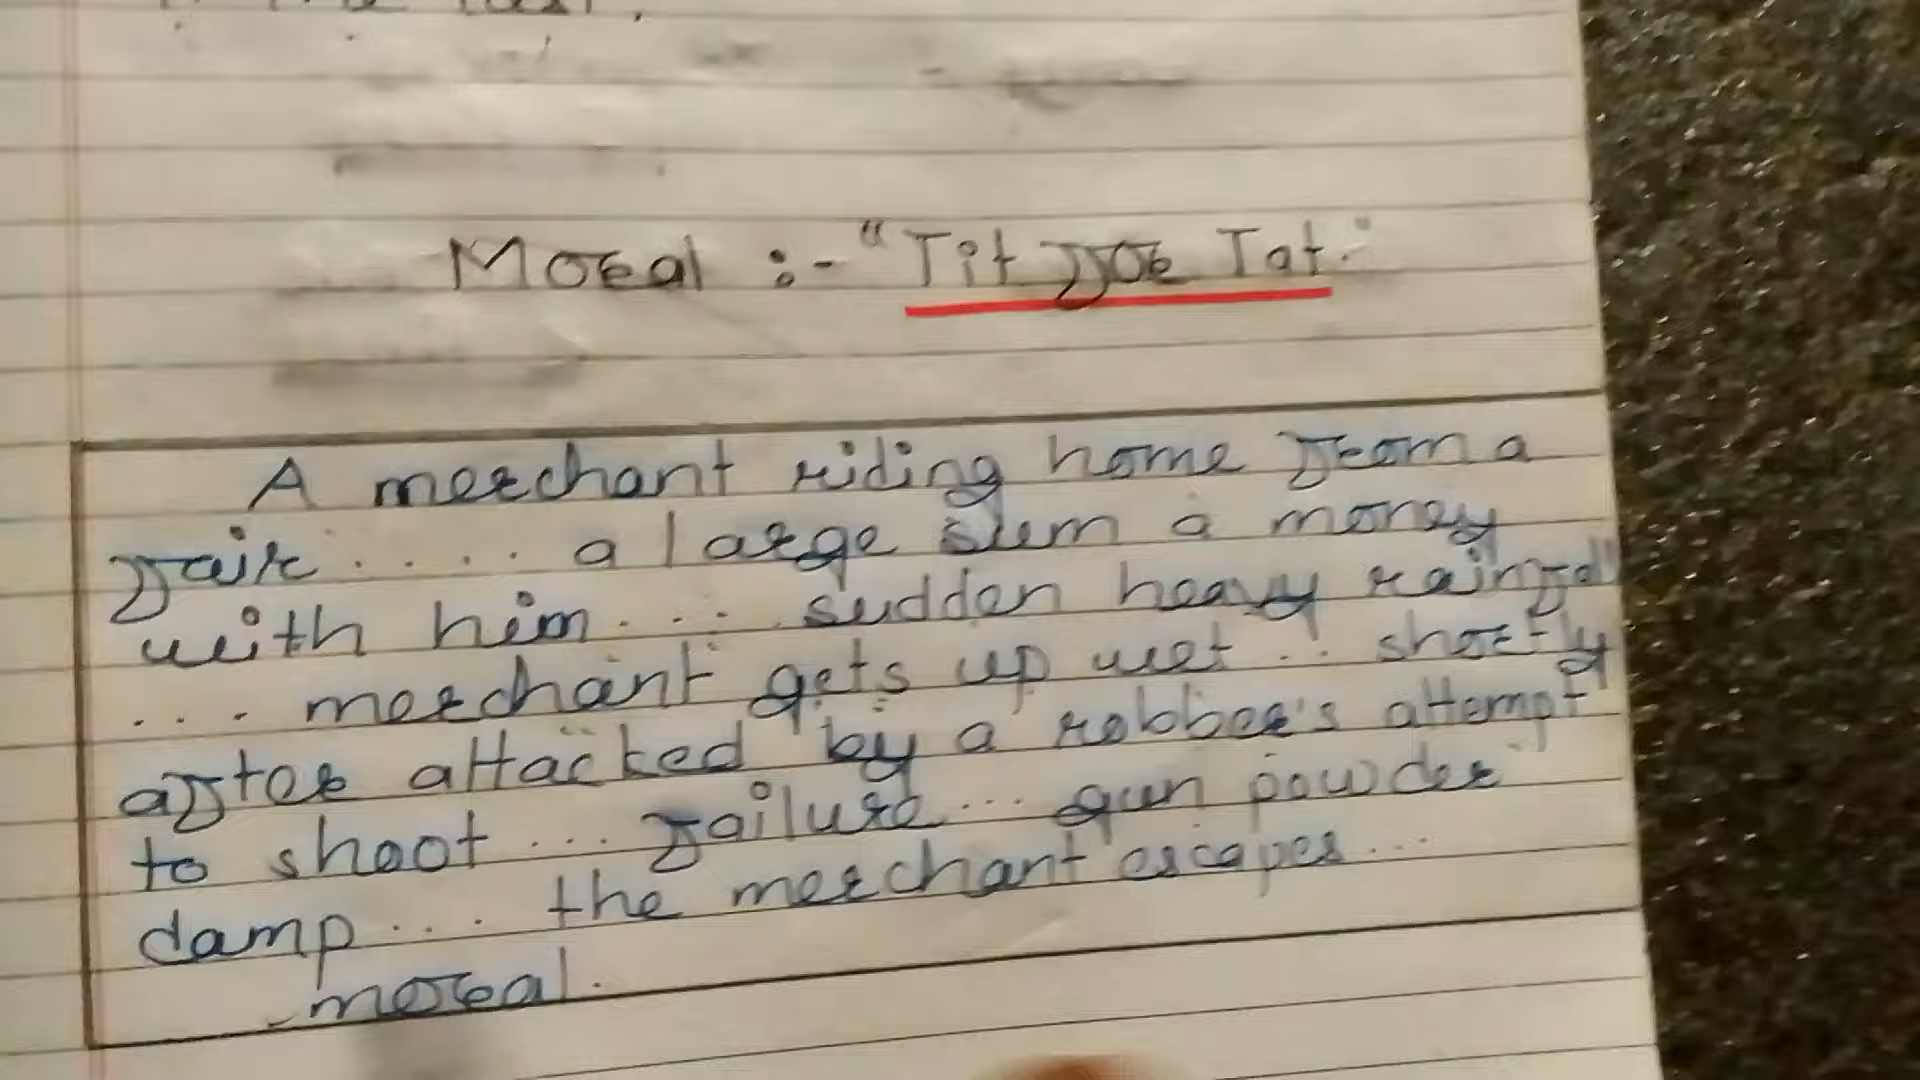 Moral :- "Tit for Tat."
A merchant riding home from a
fair .... a large sum a money
with him.... sudden heavy rainfall
... merchant gets up wet .. shortly
after attacked by a robber's attempt
to shoot ... failure... gun powder
damp.... the merchant escapes...
moral.